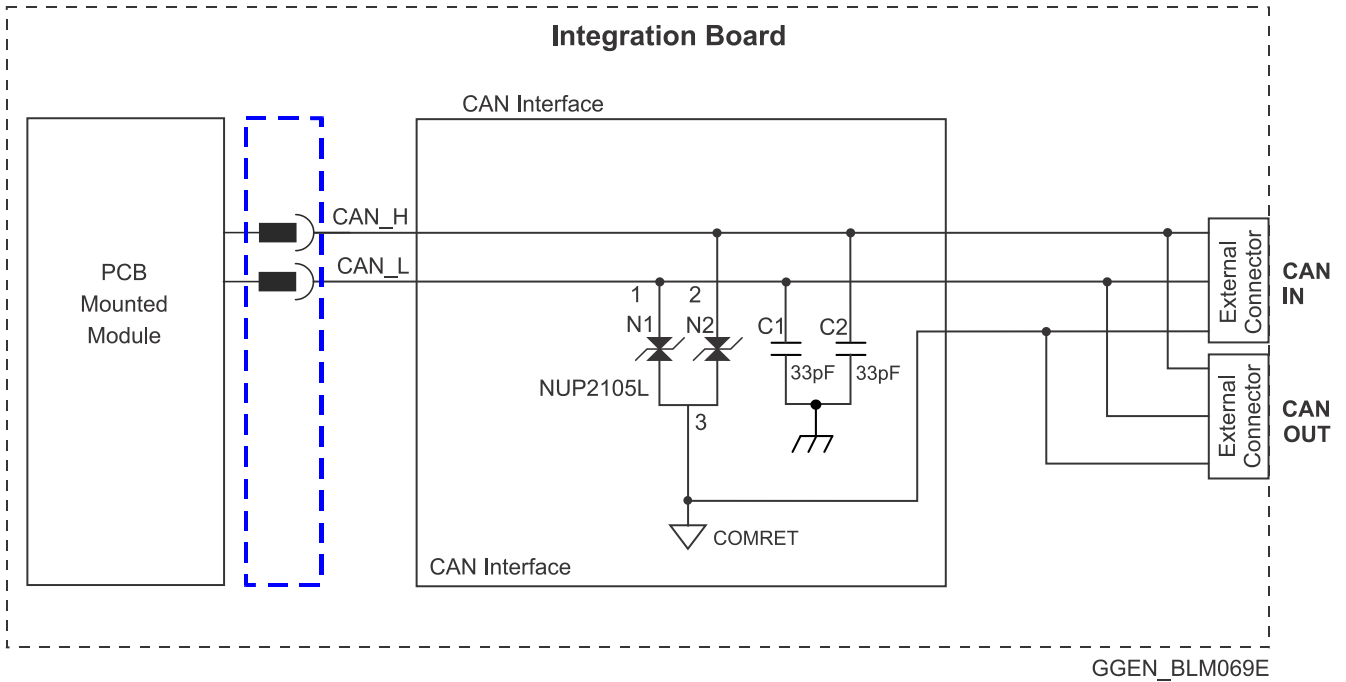 Integration Board
CAN Interface
CAN_H
CAN_L
PCB
Mounted
Module
1
2
N1
N2
C1
C2
33pF
33pF
NUP2105L
3
COMRET
CAN Interface
External
Connector
CAN
IN
External
Connector
CAN
OUT
GGEN_BLM069E